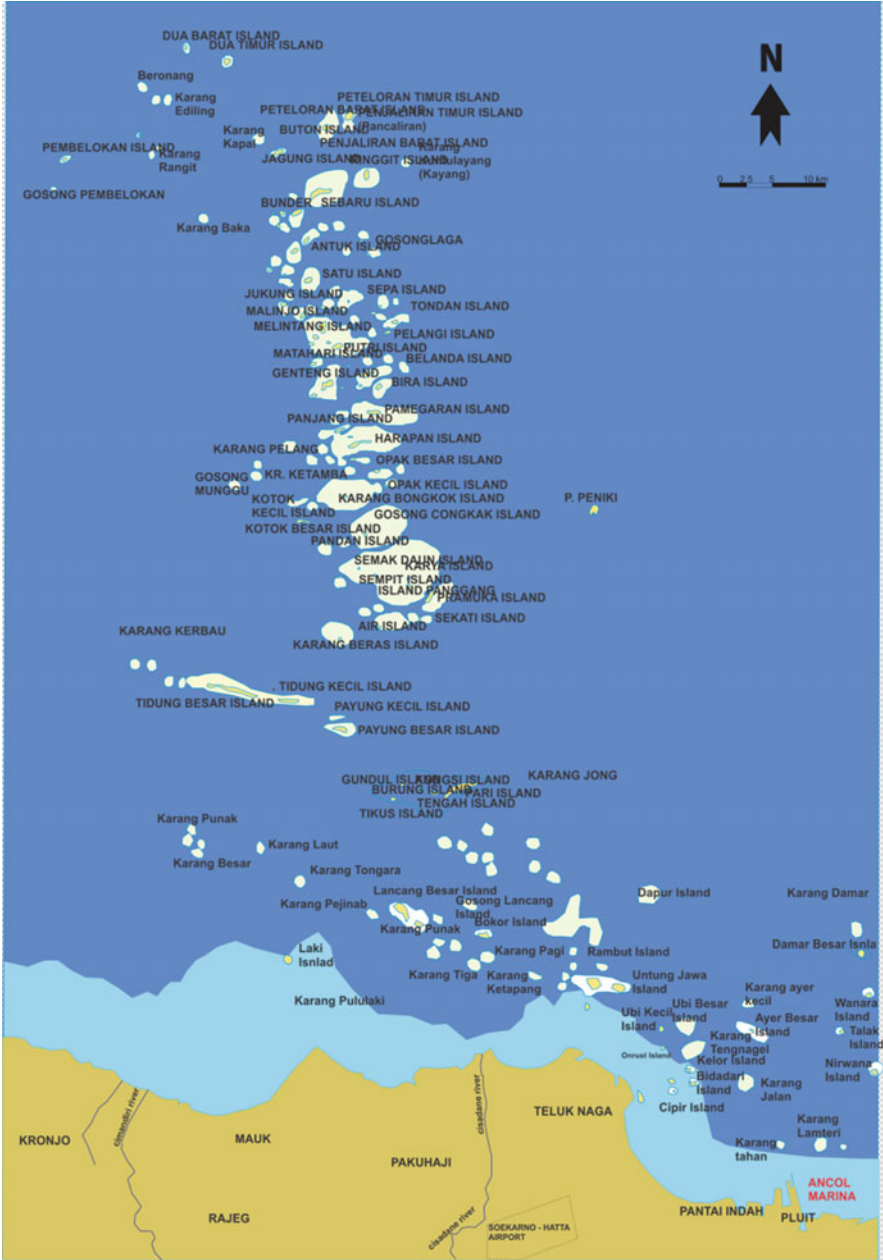 DUA BARAT ISLAND
DUA TIMUR ISLAND
N
Beronang
Karang
Ediling
PETELORAN TIMUR ISLAND
PETELORAN BARAT ISLAND
PENJALIRAN TIMUR ISLAND
(Pancaliran)
Karang
Kapal
BUTON ISLAND
PENJALIRAN BARAT ISLAND
PEMBELOKAN ISLAND
Karang
Rangit
JAGUNG ISLAND
RINGGIT ISLAND
Karang
(Kayang)
0 2.5 5 10 km
GOSONG PEMBELOKAN
BUNDER
SEBARU ISLAND
Karang Baka
GOSONGLAGA
ANTUK ISLAND
SATU ISLAND
JUKUNG ISLAND
SEPA ISLAND
MALINJO ISLAND
TONDAN ISLAND
MELINTANG ISLAND
PELANGI ISLAND
PUTRI ISLAND
MATAHARI ISLAND
BELANDA ISLAND
GENTENG ISLAND
BIRA ISLAND
PAMEGARAN ISLAND
PANJANG ISLAND
HARAPAN ISLAND
KARANG PELANG
OPAK BESAR ISLAND
GOSONG
MUNGGU
KR. KETAMBA
OPAK KECIL ISLAND
KOTOK
KECIL ISLAND
KARANG BONGKOK ISLAND
P. PENIKI
GOSONG CONGKAK ISLAND
KOTOK BESAR ISLAND
PANDAN ISLAND
SEMAK DAUN ISLAND
KARYA ISLAND
SEMPIT ISLAND
ISLAND PANGGANG
PRAMUKA ISLAND
SEKATI ISLAND
AIR ISLAND
KARANG KERBAU
KARANG BERAS ISLAND
. TIDUNG KECIL ISLAND
TIDUNG BESAR ISLAND
PAYUNG KECIL ISLAND
PAYUNG BESAR ISLAND
GUNDUL ISLAND
KONGSI ISLAND
KARANG JONG
BURUNG ISLAND
PARI ISLAND
TENGAH ISLAND
TIKUS ISLAND
Karang Punak
Karang Laut
Karang Besar
Karang Tongara
Lancang Besar Island
Dapur Island
Karang Damar
Karang Pejinab
Gosong Lancang
Island
Karang Punak
Bokor Island
Damar Besar Isnla
Laki
Isnlad
Karang Pagi
Rambut Island
Karang Tiga
Karang
Ketapang
Untung Jawa
Island
Karang ayer
kecil
Karang Pululaki
Ubi Kecil
Island
Ubi Besar
Island
Ayer Besar
Island
Wanara
Island
Karang
Tengnagel
Talak
Island
Onrust Island
Kelor Island
Bidadari
Island
Nirwana
Island
Karang
Jalan
Cipir Island
cimandiri river
cisadane river
TELUK NAGA
KRONJO
MAUK
Karang
tahan
Karang
Lamteri
PAKUHAJI
ANCOL
MARINA
RAJEG
cisadane river
SOEKARNO - HATTA
AIRPORT
PANTAI INDAH
PLUIT